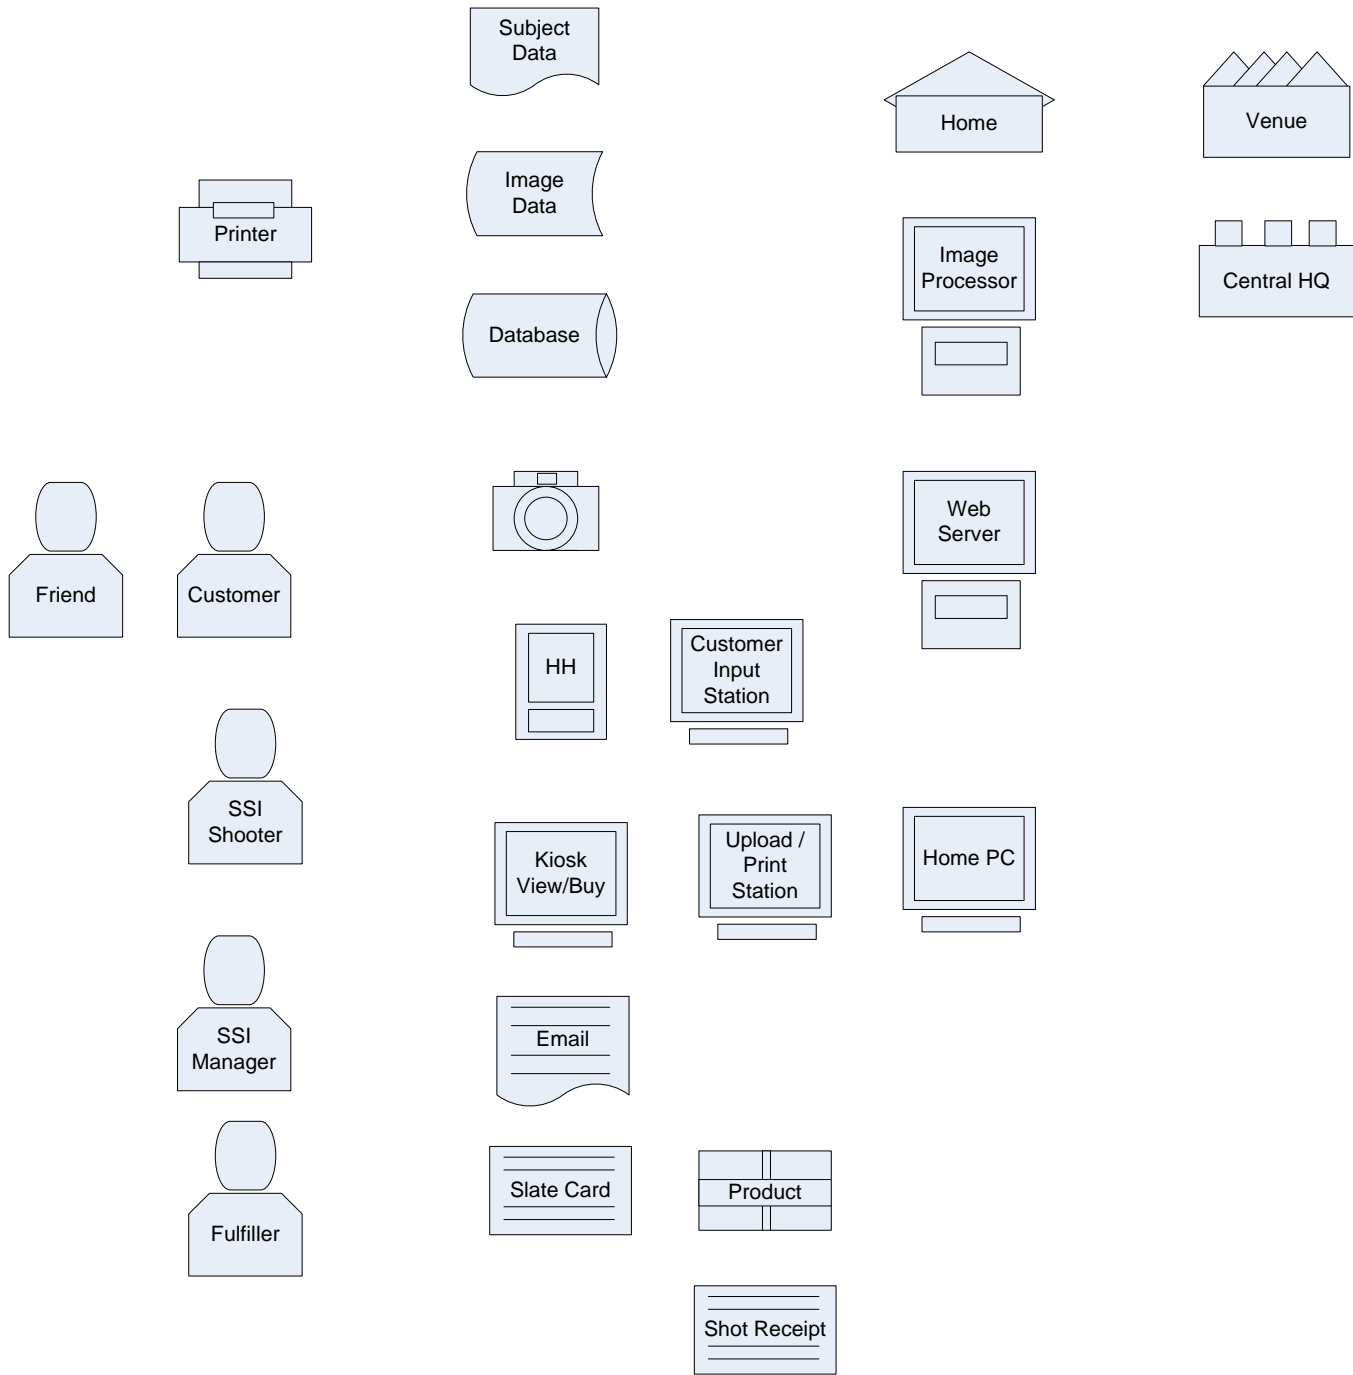 Subject
Data
Home
Venue
Image
Data
Printer
Image
Processor
Central HQ
Database
Web
Server
Friend
Customer
HH
Customer
Input
Station
SSI
Shooter
Kiosk
View/Buy
Upload /
Print
Station
Home PC
SSI
Manager
Email
Slate Card
Product
Fulfiller
Shot Receipt